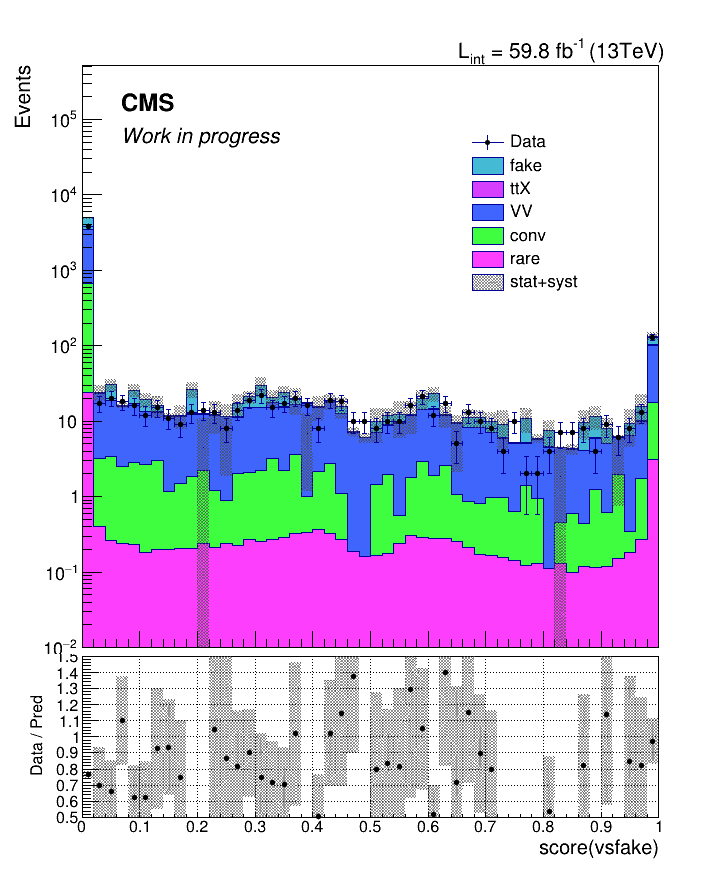 L_int = 59.8 fb^-1 (13TeV)
Events
CMS
Work in progress
Data
fake
ttX
VV
conv
rare
stat+syst
10^5
10^4
10^3
10^2
10
1
10^-1
10^-2
Data / Pred
1.5
1.4
1.3
1.2
1.1
1
0.9
0.8
0.7
0.6
0.5
0 0.1 0.2 0.3 0.4 0.5 0.6 0.7 0.8 0.9 1
score(vsfake)